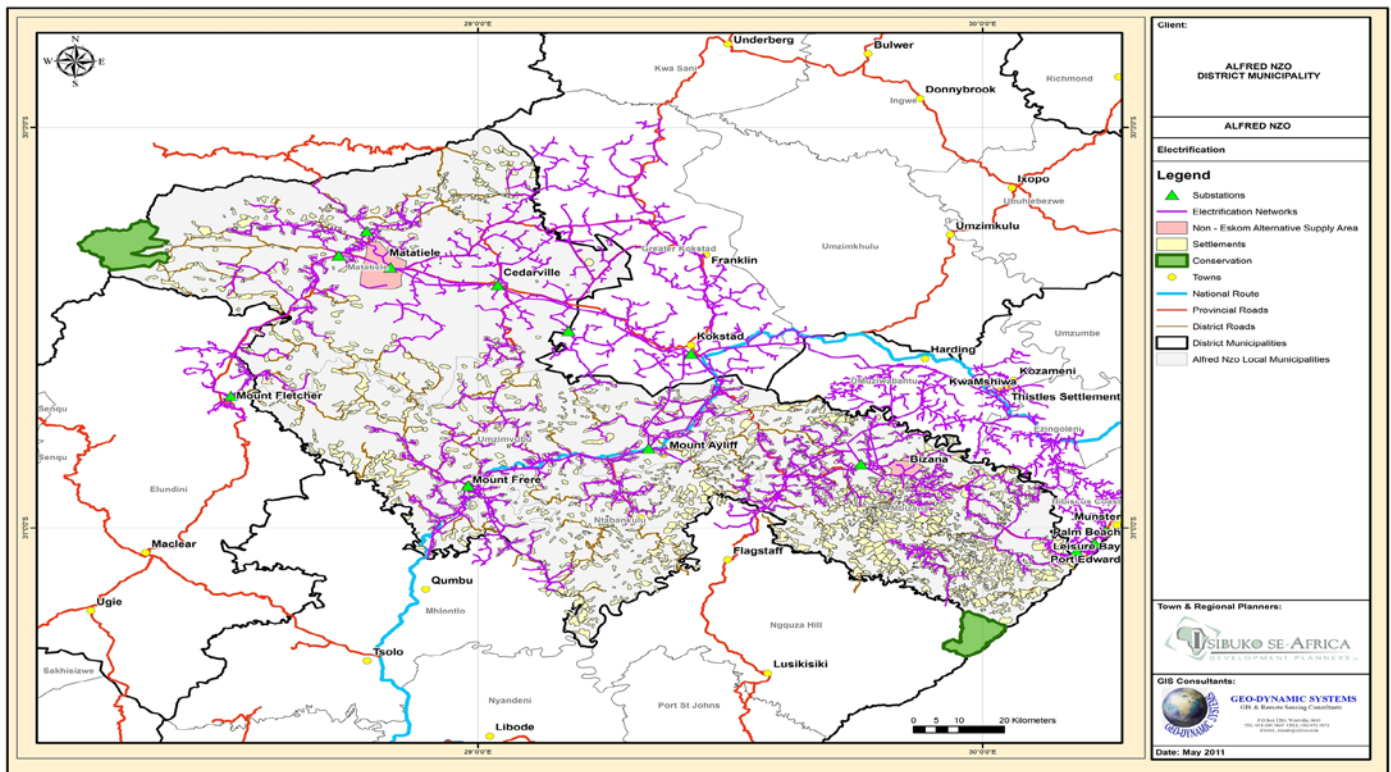 29°0'0"E
30°0'0"E
N
W
E
S
Underberg
Bulwer
Kwa Sani
Richmond
Donnybrook
Ingwe
Ixopo
Ubuhlebezwe
Umzimkulu
Umzimkhulu
Matatiele
Matatiele
Greater Kokstad
Franklin
Cedarville
Umzumbe
Kokstad
Harding
Kozameni
UMuziwabantu
KwaMshiwa
Thistles Settlement
Mount Fletcher
Senqu
Ezingoleni
Umzimvubu
Mount Ayliff
Senqu
Bizana
Mount Frere
Elundini
Hibiscus Coast
Mbizana
Ntabankulu
Munster
Palm Beach
Leisure Bay
Port Edward
Maclear
Flagstaff
Qumbu
Ugie
Mhlontlo
Ngquza Hill
Tsolo
Lusikisiki
Sakhisizwe
Nyandeni
Port St Johns
Libode
0 5 10 20 Kilometers
29°0'0"E
30°0'0"E
Client:
ALFRED NZO
DISTRICT MUNICIPALITY
ALFRED NZO
Electrification
Legend
Substations
Electrification Networks
Non - Eskom Alternative Supply Area
Settlements
Conservation
Towns
National Route
Provincial Roads
District Roads
District Municipalities
Alfred Nzo Local Municipalities
Town & Regional Planners:
ISIBUKO SE-AFRICA
DEVELOPMENT PLANNERS
GIS Consultants:
GEO-DYNAMIC SYSTEMS
GIS & Remote Sensing Consultants
GEO-DYNAMIC SYSTEMS
Date: May 2011